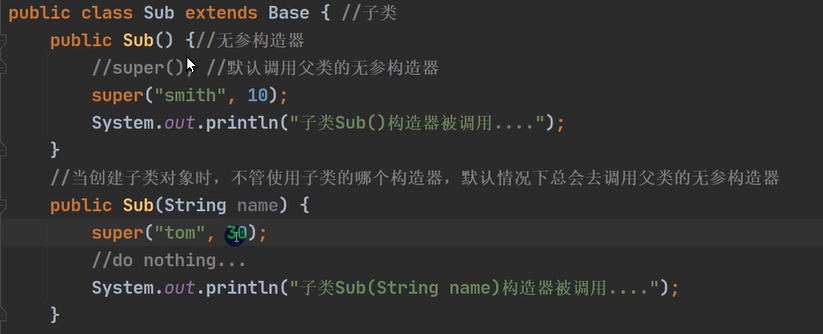 public class Sub extends Base { //子类
public Sub() {//无参构造器
//super(); //默认调用父类的无参构造器
super("smith", 10);
System.out.println("子类Sub()构造器被调用....");
}
//当创建子类对象时，不管使用子类的哪个构造器，默认情况下总会去调用父类的无参构造器
public Sub(String name) {
super("tom", 30);
//do nothing...
System.out.println("子类Sub(String name)构造器被调用....");
}